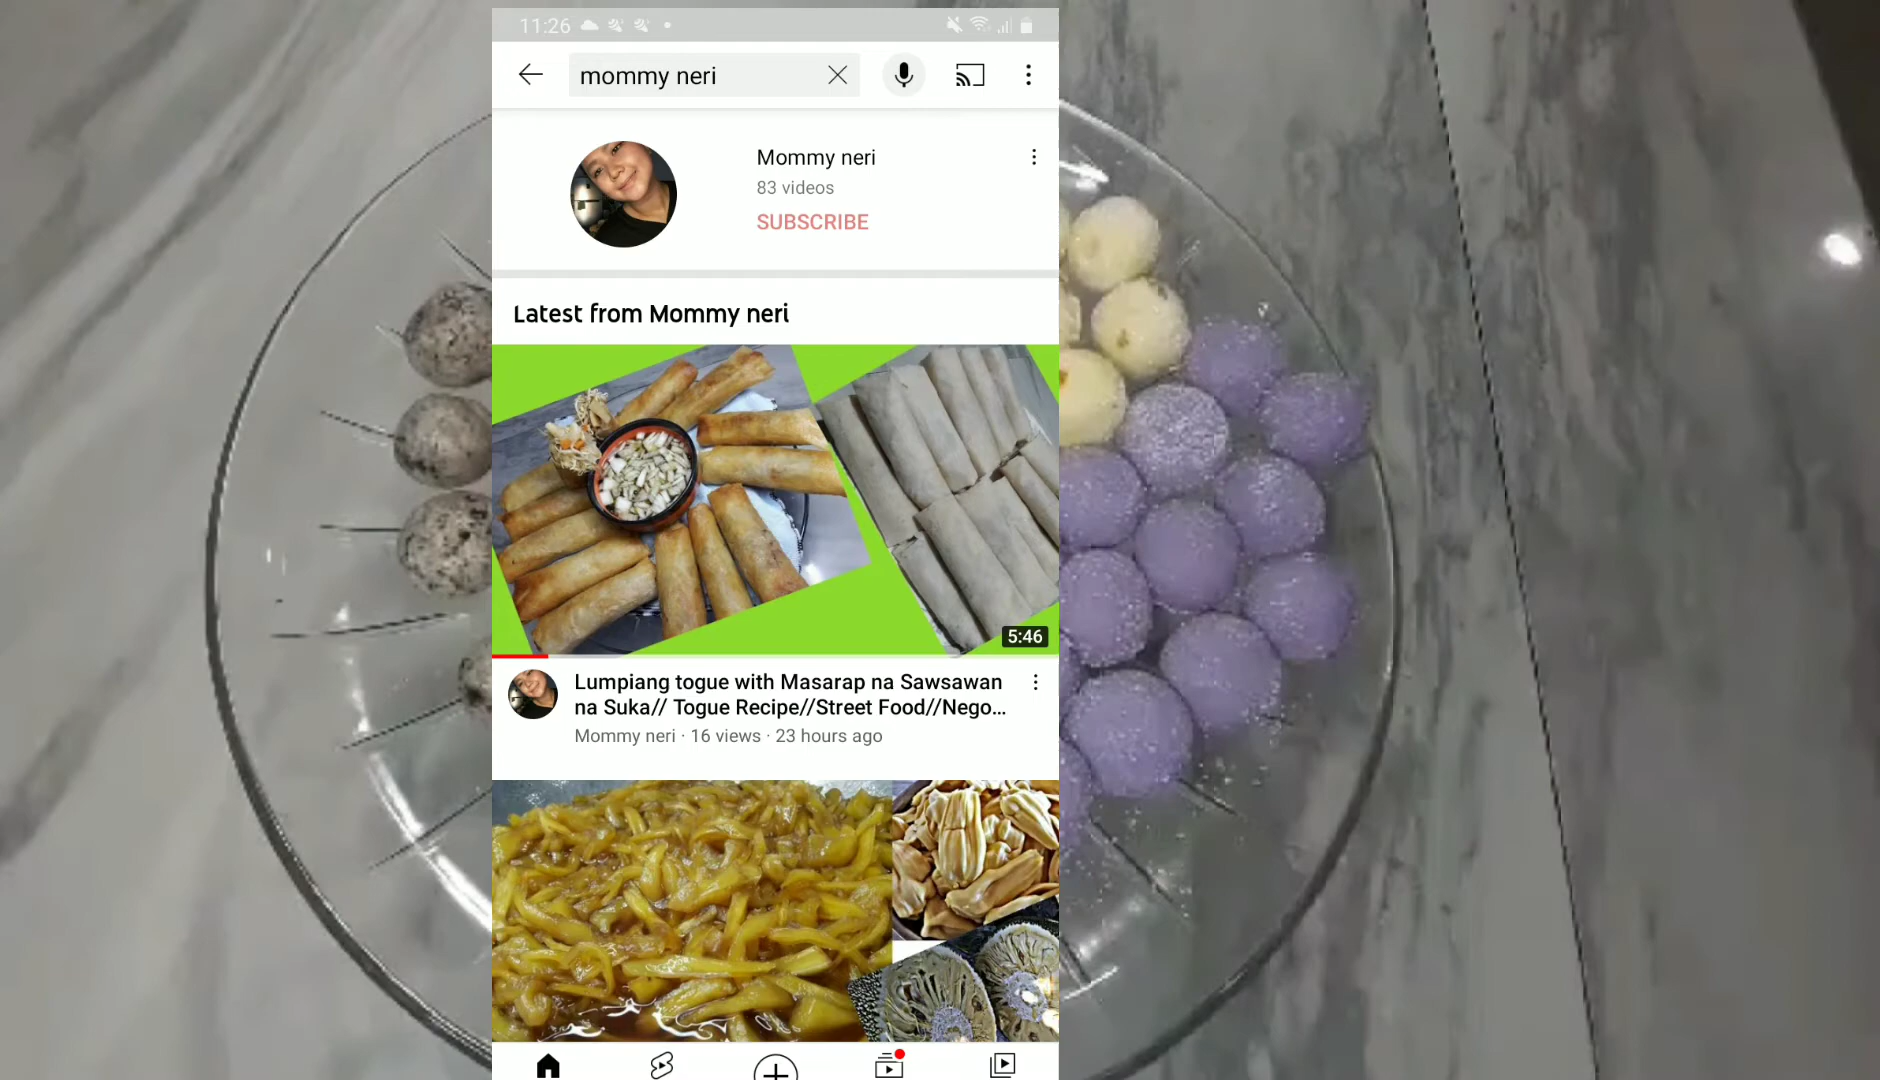 11:26
mommy neri
Mommy neri
83 videos
SUBSCRIBE
Latest from Mommy neri
5:46
Lumpiang togue with Masarap na Sawsawan
na Suka// Togue Recipe//Street Food//Nego...
Mommy neri · 16 views · 23 hours ago